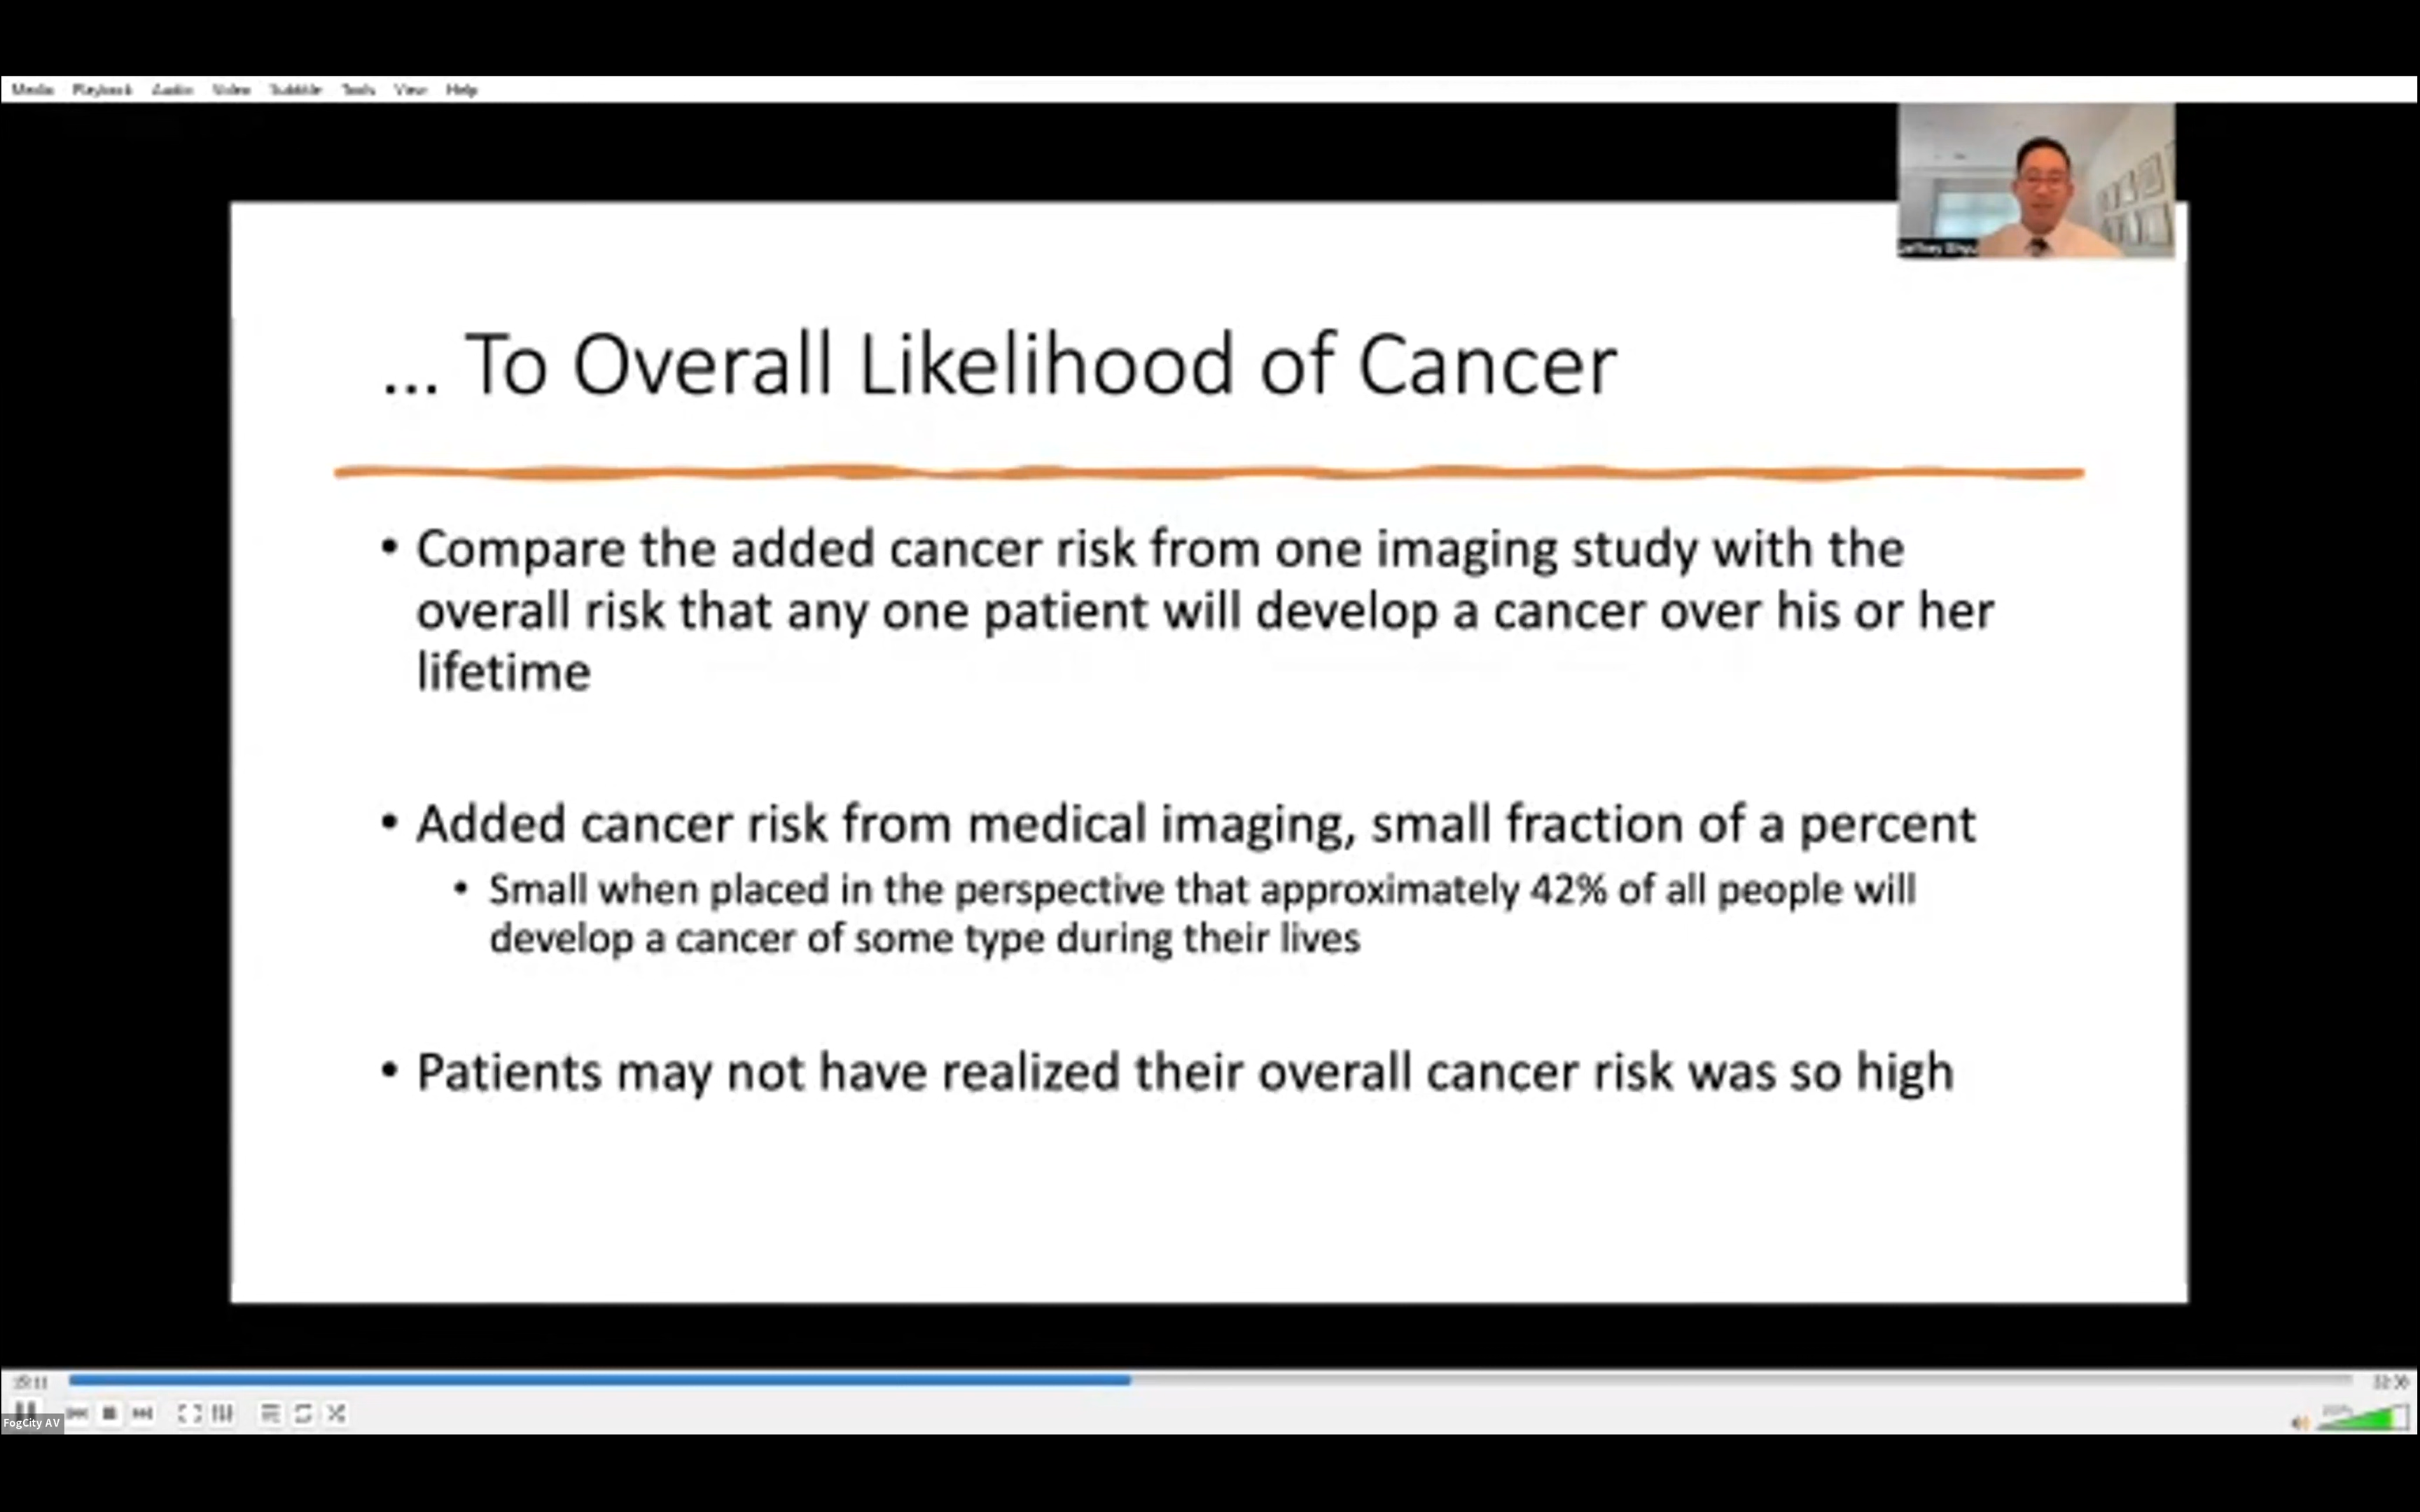 Media Playback Audio Video Subtitle Tools View Help
... To Overall Likelihood of Cancer
• Compare the added cancer risk from one imaging study with the
overall risk that any one patient will develop a cancer over his or her
lifetime
• Added cancer risk from medical imaging, small fraction of a percent
• Small when placed in the perspective that approximately 42% of all people will
develop a cancer of some type during their lives
• Patients may not have realized their overall cancer risk was so high
FogCity AV